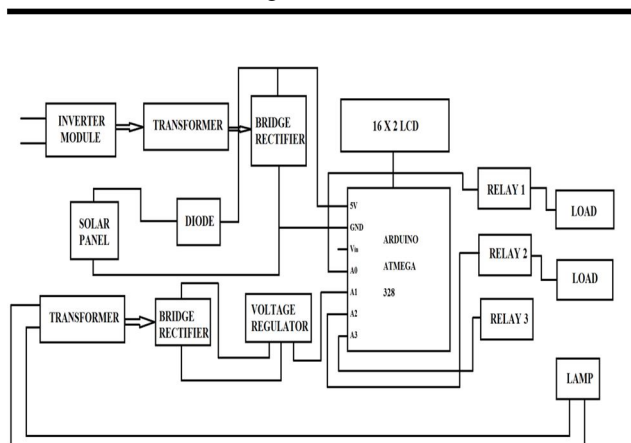 INVERTER
MODULE
TRANSFORMER
BRIDGE
RECTIFIER
16 X 2 LCD
SOLAR
PANEL
DIODE
5V
GND
Vin
A0
A1
A2
A3
ARDUINO
ATMEGA
328
RELAY 1
LOAD
RELAY 2
LOAD
RELAY 3
TRANSFORMER
BRIDGE
RECTIFIER
VOLTAGE
REGULATOR
LAMP